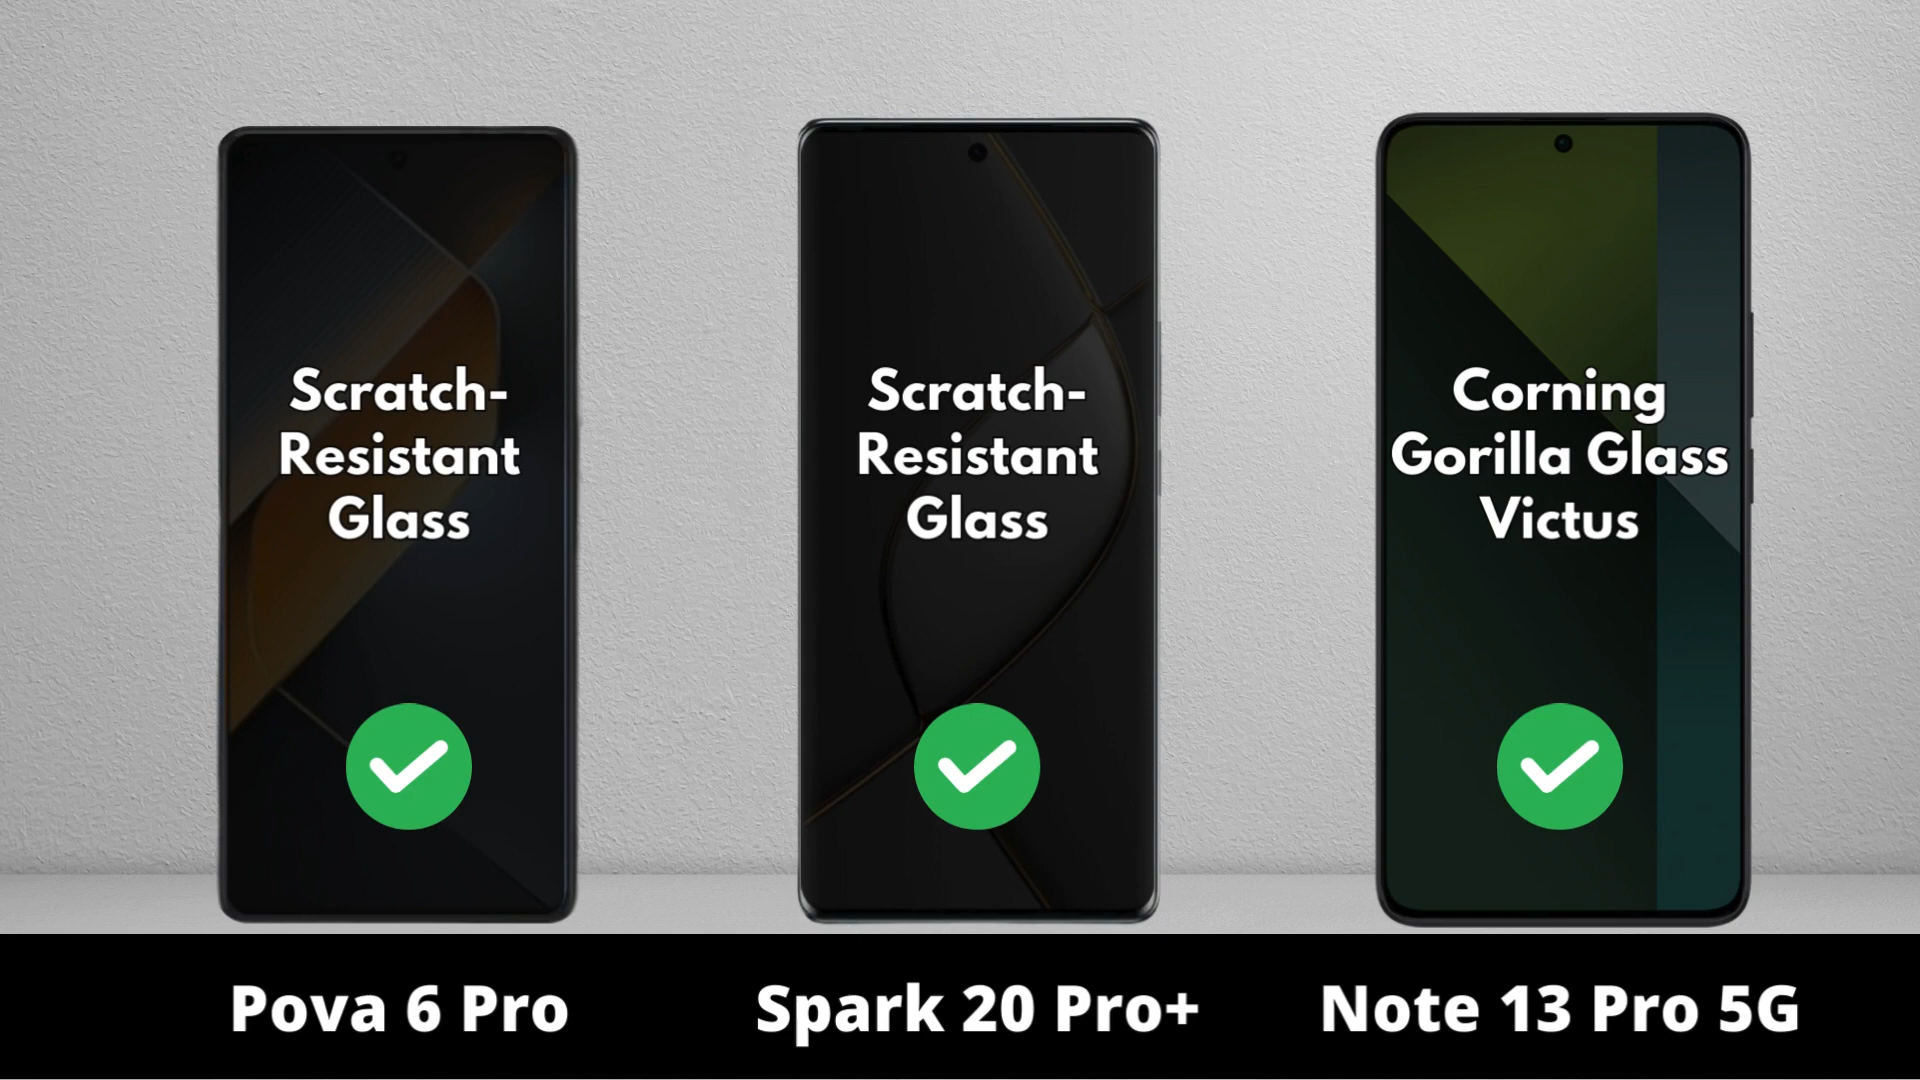 Scratch-
Resistant
Glass
Scratch-
Resistant
Glass
Corning
Gorilla Glass
Victus
Pova 6 Pro
Spark 20 Pro+
Note 13 Pro 5G